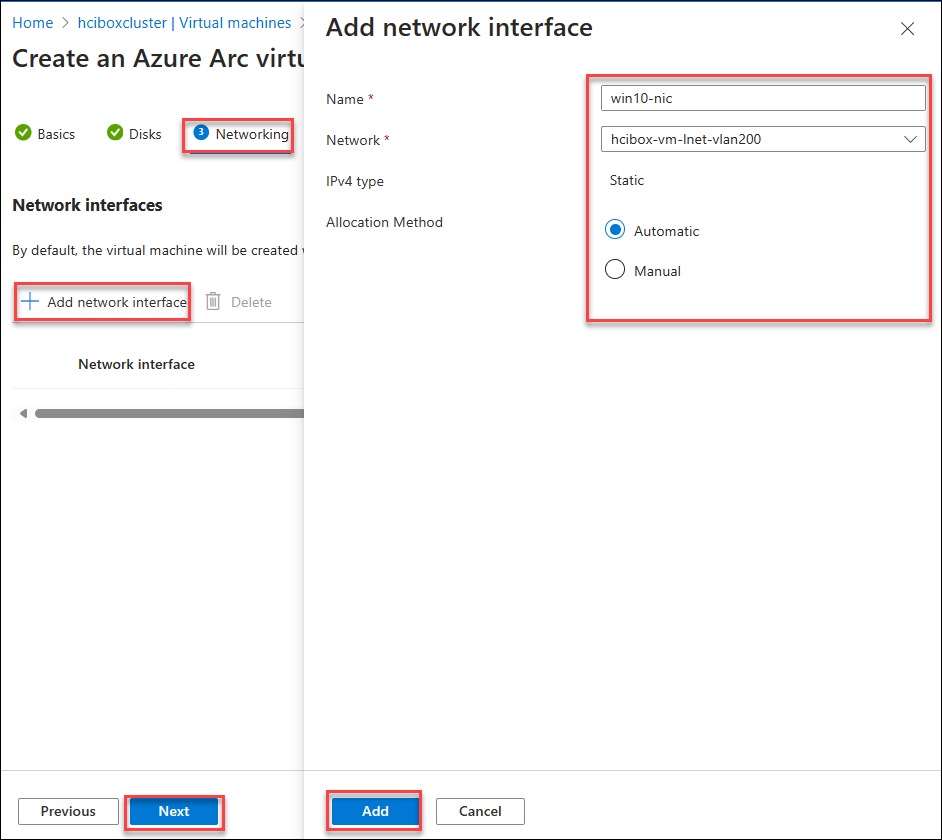 Home > hciboxcluster | Virtual machines >
Create an Azure Arc virtu
Basics
Disks
3 Networking
Network interfaces
By default, the virtual machine will be created
Add network interface
Delete
Network interface
Previous
Next
Add network interface
Name *
win10-nic
Network *
hcibox-vm-lnet-vlan200
IPv4 type
Static
Allocation Method
Automatic
Manual
Add
Cancel